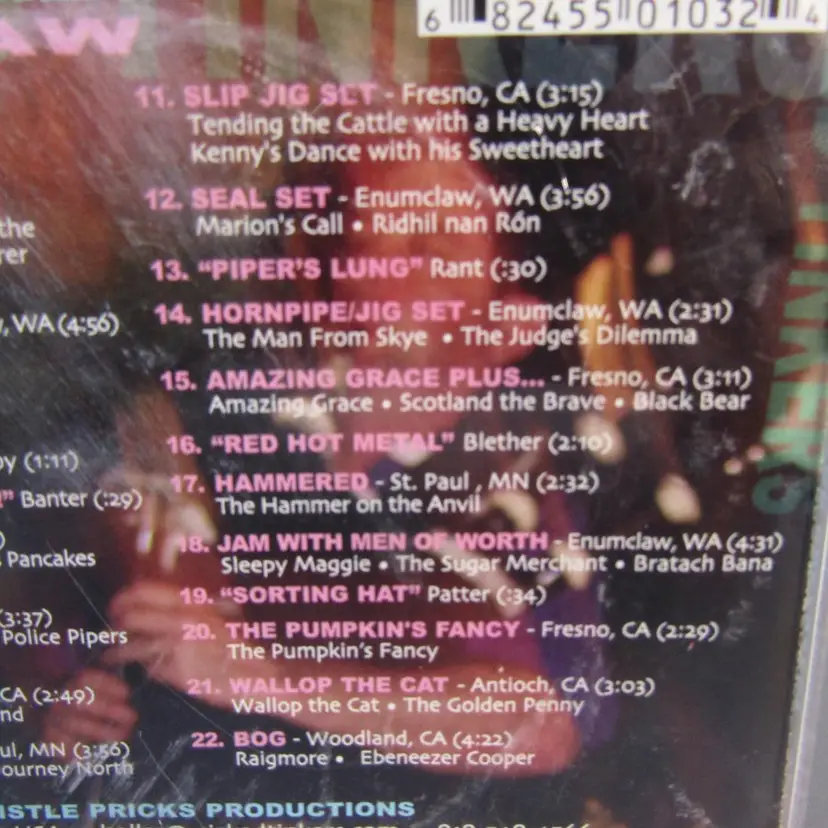 6 82455 01032 4
AW
11. SLIP JIG SET - Fresno, CA (3:15)
Tending the Cattle with a Heavy Heart
Kenny's Dance with his Sweetheart
12. SEAL SET - Enumclaw, WA (3:56)
Marion's Call • Ridhil nan Rón
the
rer
13. "PIPER'S LUNG" Rant (:30)
14. HORNPIPE/JIG SET - Enumclaw, WA (2:31)
, WA (4:56)
The Man From Skye • The Judge's Dilemma
15. AMAZING GRACE PLUS... - Fresno, CA (3:11)
Amazing Grace • Scotland the Brave • Black Bear
16. "RED HOT METAL" Blether (2:10)
py (1:11)
17. HAMMERED - St. Paul , MN (2:32)
" Banter (:29)
The Hammer on the Anvil
18. JAM WITH MEN OF WORTH - Enumclaw, WA (4:31)
)
Pancakes
Sleepy Maggie • The Sugar Merchant • Bratach Bana
19. "SORTING HAT" Patter (:34)
(3:37)
Police Pipers
20. THE PUMPKIN'S FANCY - Fresno, CA (2:29)
The Pumpkin's Fancy
21. WALLOP THE CAT - Antioch, CA (3:03)
CA (2:49)
Wallop the Cat • The Golden Penny
nd
22. BOG - Woodland, CA (4:22)
ul, MN (3:56)
Raigmore • Ebeneezer Cooper
ourney North
ISTLE PRICKS PRODUCTIONS